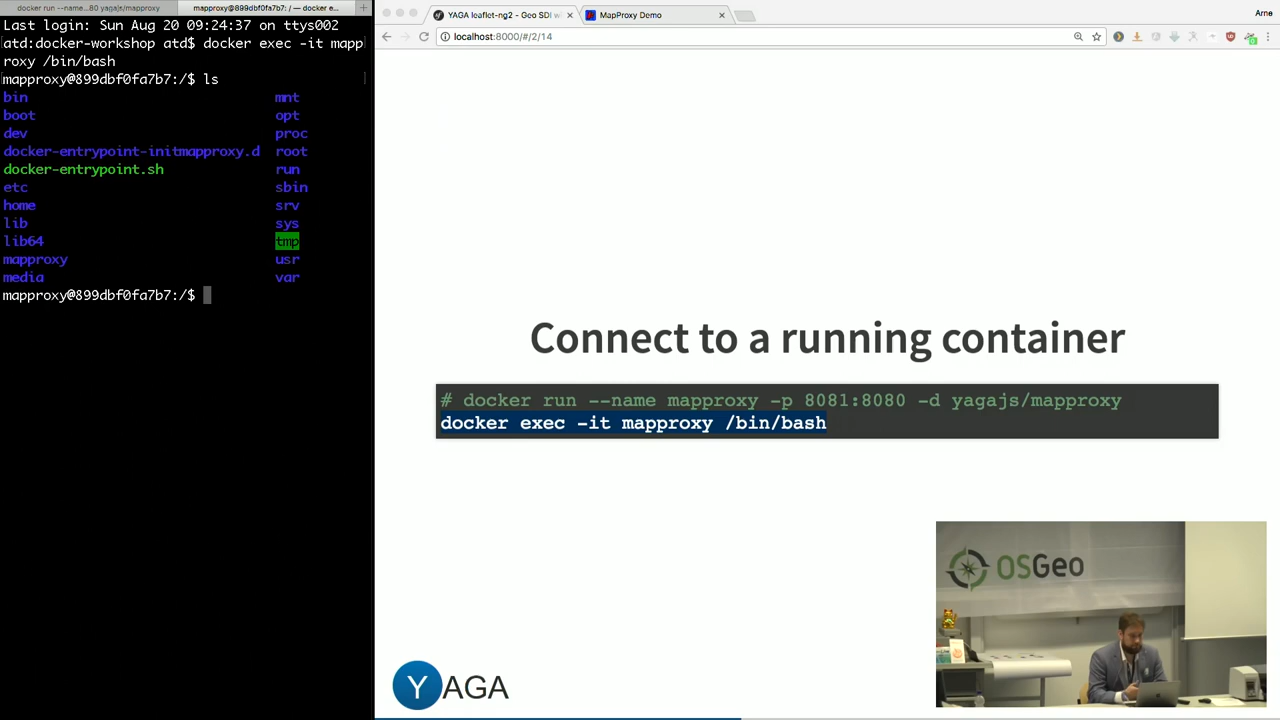 docker run --name...80 yagajs/mapproxy
mapproxy@899dbf0fa7b7: / — docker e...
Last login: Sun Aug 20 09:24:37 on ttys002
atd:docker-workshop atd$ docker exec -it mapp
roxy /bin/bash
mapproxy@899dbf0fa7b7:/$ ls
bin mnt
boot opt
dev proc
docker-entrypoint-initmapproxy.d root
docker-entrypoint.sh run
etc sbin
home srv
lib sys
lib64 tmp
mapproxy usr
media var
mapproxy@899dbf0fa7b7:/$
YAGA leaflet-ng2 - Geo SDI wi
MapProxy Demo
Arne
localhost:8000/#/2/14
Connect to a running container
# docker run --name mapproxy -p 8081:8080 -d yagajs/mapproxy
docker exec -it mapproxy /bin/bash
OSGeo
YAGA